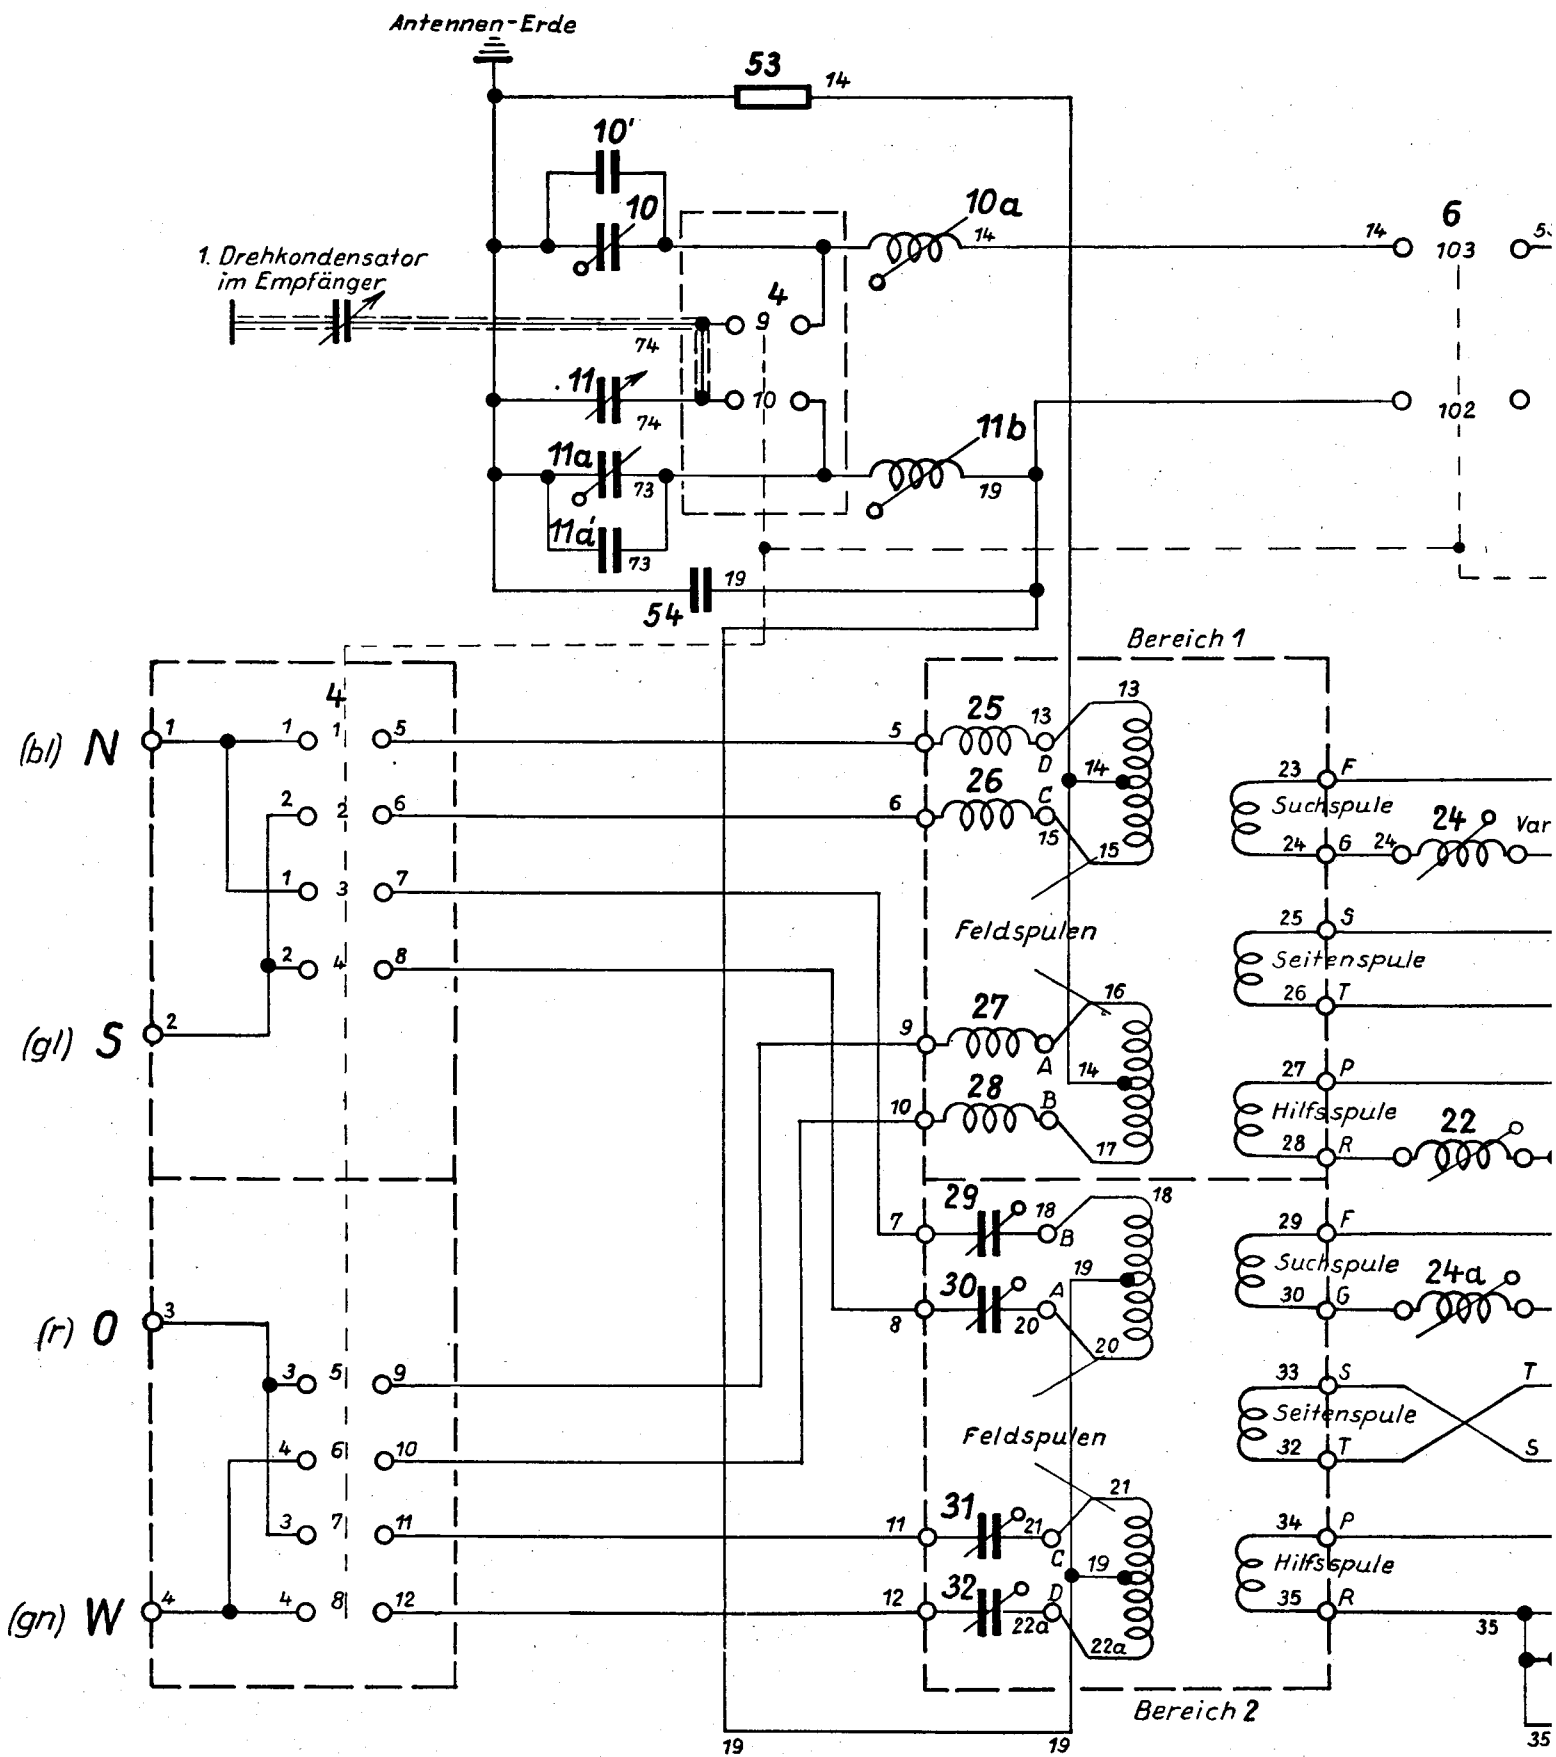 Antennen-Erde
53 14
10'
10
10a
14
14
6
103
1. Drehkondensator
im Empfänger
4
9
74
11
10
74
102
11b
11a
73
19
11a'
73
19
54
Bereich 1
4
(bl) N 1
1 1 5
5 25 13 13
D
14
2 2 6
6 26 C
15 15
1 3 7
2 4 8
(gl) S 2
Feldspulen
16
9 27
A
14
10 28 B
17
23 F
Suchspule
24 G 24 24 Var
25 S
Seitenspule
26 T
27 P
Hilfsspule
28 R 22
7 29 18 18
B
19
8 30 A
20 20
29 F
Suchspule
30 G 24a
(r) O 3
3 5 9
4 6 10
3 7 11
(gn) W 4
4 8 12
33 S T
Seitenspule
32 T S
Feldspulen
21
11 31 21
C
19
12 32 D
22a 22a
34 P
Hilfsspule
35 R
35
Bereich 2
19 19
35